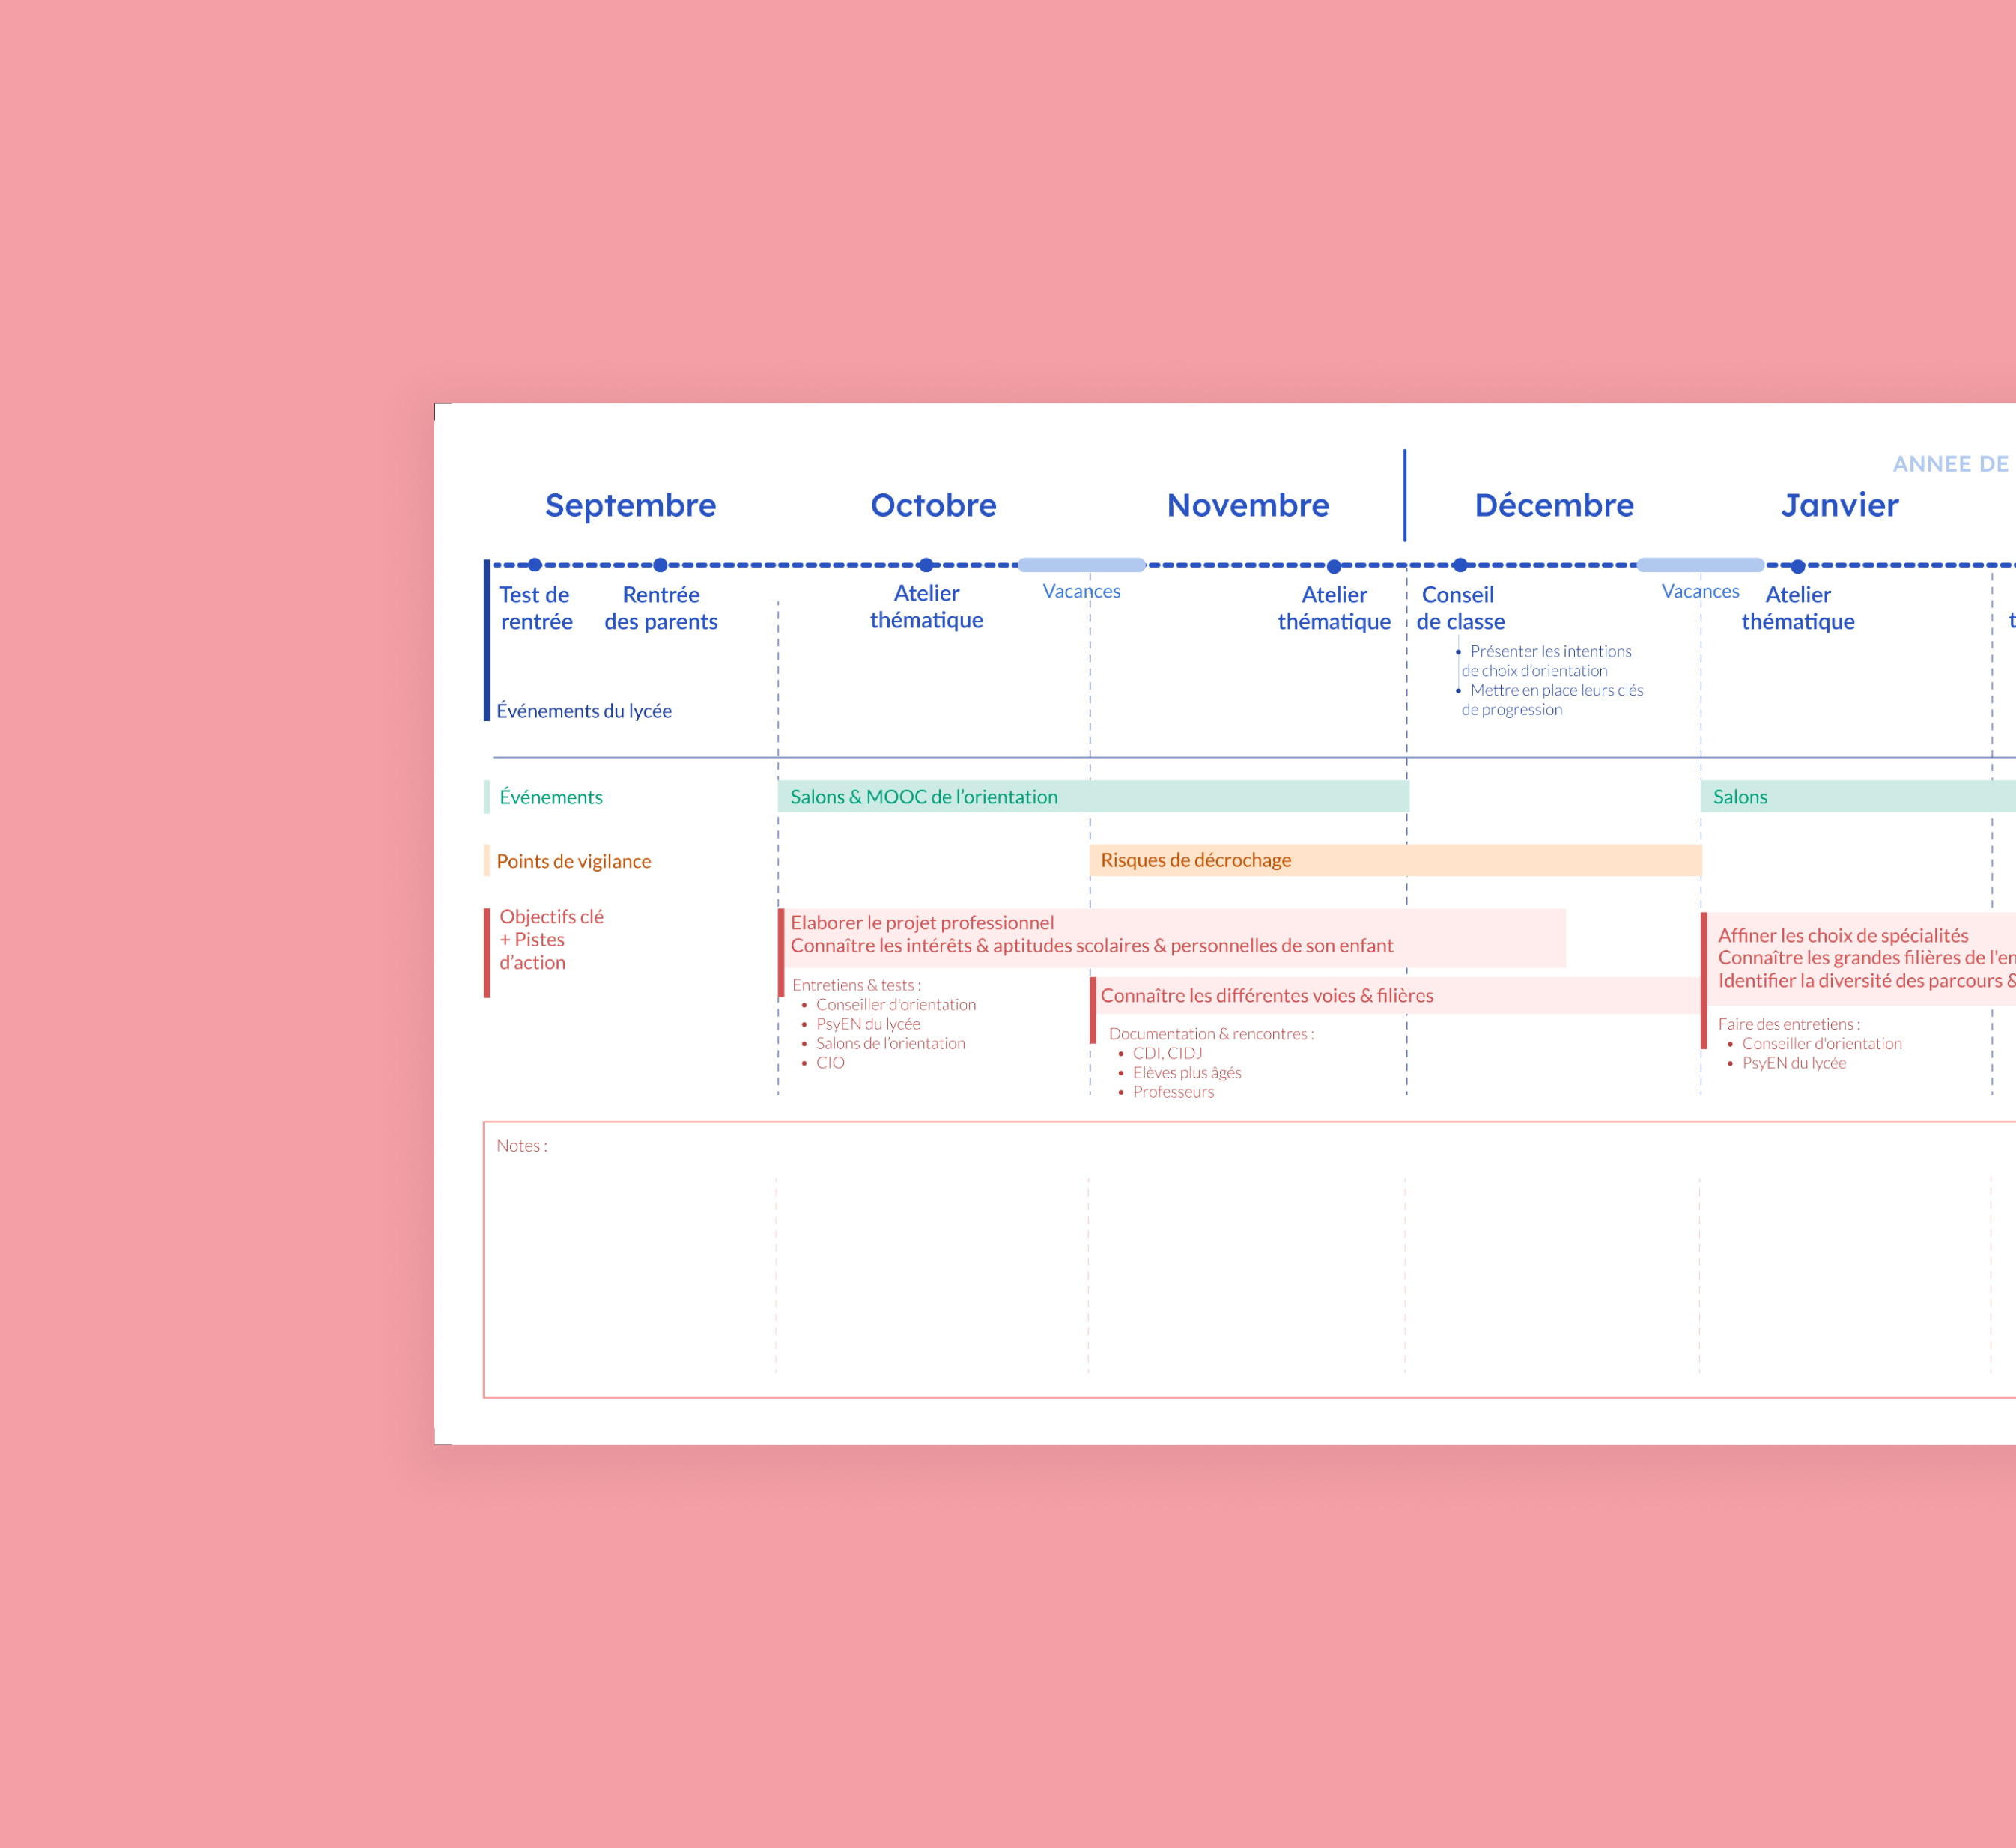 ANNEE DE
Septembre
Octobre
Novembre
Décembre
Janvier
Test de
rentrée
Rentrée
des parents
Atelier
thématique
Vacances
Atelier
thématique
Conseil
de classe
• Présenter les intentions
de choix d'orientation
• Mettre en place leurs clés
de progression
Vacances
Atelier
thématique
Événements du lycée
Événements
Salons & MOOC de l'orientation
Salons
Points de vigilance
Risques de décrochage
Objectifs clé
+ Pistes
d'action
Elaborer le projet professionnel
Connaître les intérêts & aptitudes scolaires & personnelles de son enfant
Entretiens & tests :
• Conseiller d'orientation
• PsyEN du lycée
• Salons de l'orientation
• CIO
Connaître les différentes voies & filières
Documentation & rencontres :
• CDI, CIDJ
• Elèves plus âgés
• Professeurs
Affiner les choix de spécialités
Connaître les grandes filières de
Identifier la diversité des parcours &
Faire des entretiens :
• Conseiller d'orientation
• PsyEN du lycée
Notes :